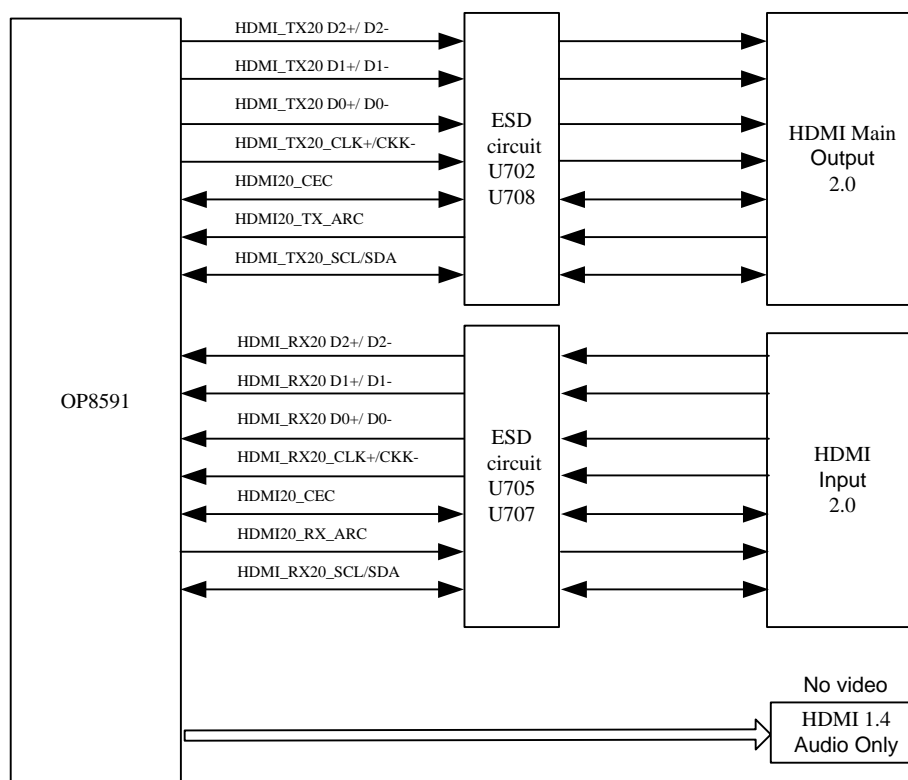 HDMI_TX20 D2+/ D2-
HDMI_TX20 D1+/ D1-
HDMI_TX20 D0+/ D0-
HDMI_TX20_CLK+/CKK-
HDMI20_CEC
HDMI20_TX_ARC
HDMI_TX20_SCL/SDA
ESD
circuit
U702
U708
HDMI Main
Output
2.0
OP8591
HDMI_RX20 D2+/ D2-
HDMI_RX20 D1+/ D1-
HDMI_RX20 D0+/ D0-
HDMI_RX20_CLK+/CKK-
HDMI20_CEC
HDMI20_RX_ARC
HDMI_RX20_SCL/SDA
ESD
circuit
U705
U707
HDMI
Input
2.0
No video
HDMI 1.4
Audio Only